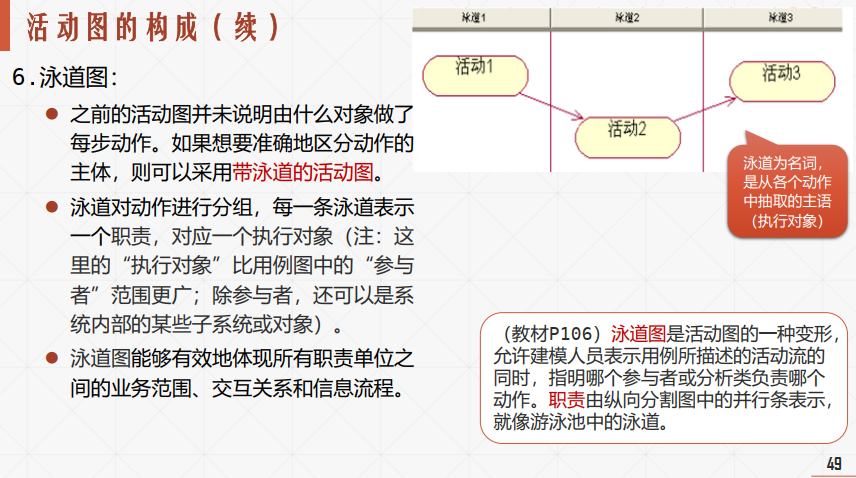 活动图的构成（续）
6.泳道图：
● 之前的活动图并未说明由什么对象做了
每步动作。如果想要准确地区分动作的
主体，则可以采用带泳道的活动图。
● 泳道对动作进行分组，每一条泳道表示
一个职责，对应一个执行对象（注：这
里的“执行对象”比用例图中的“参与
者”范围更广；除参与者，还可以是系
统内部的某些子系统或对象）。
● 泳道图能够有效地体现所有职责单位之
间的业务范围、交互关系和信息流程。
泳道1
泳道2
泳道3
活动1
活动2
活动3
泳道为名词，
是从各个动作
中抽取的主语
（执行对象）
（教材P106）泳道图是活动图的一种变形，
允许建模人员表示用例所描述的活动流的
同时，指明哪个参与者或分析类负责哪个
动作。职责由纵向分割图中的并行条表示，
就像游泳池中的泳道。
49